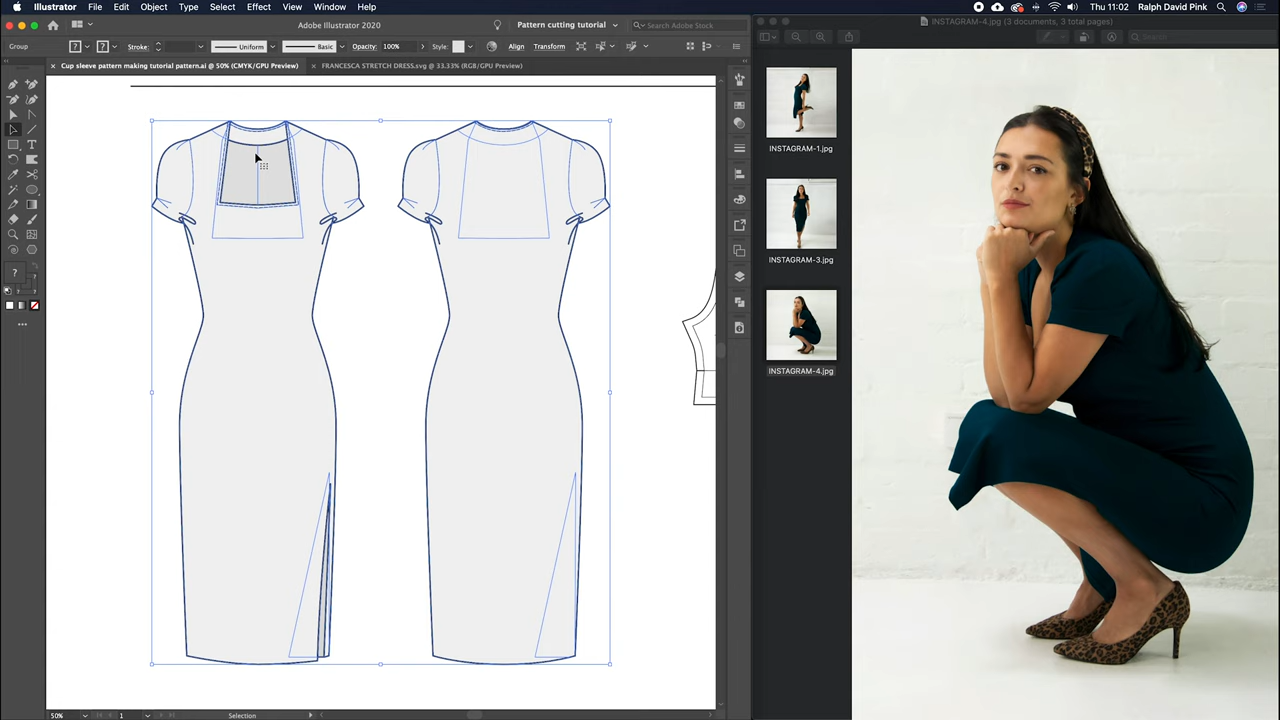 Illustrator File Edit Object Type Select Effect View Window Help
Thu 11:02 Ralph David Pink
Adobe Illustrator 2020
Pattern cutting tutorial
Search Adobe Stock
INSTAGRAM-4.jpg (3 documents, 3 total pages)
Group
Stroke:
Uniform
Basic
Opacity: 100%
Style:
Align
Transform
Search
Cup sleeve pattern making tutorial pattern.ai @ 50% (CMYK/GPU Preview)
FRANCESCA STRETCH DRESS.svg @ 33.33% (RGB/GPU Preview)
INSTAGRAM-1.jpg
INSTAGRAM-3.jpg
INSTAGRAM-4.jpg
50%
1
Selection